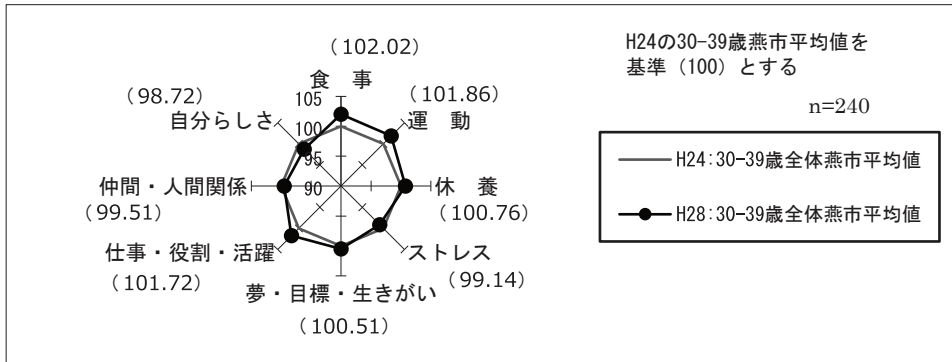 (102.02)
食　事
(98.72)
自分らしさ
(101.86)
運　動
105
100
95
90
仲間・人間関係
(99.51)
休　養
(100.76)
仕事・役割・活躍
(101.72)
ストレス
(99.14)
夢・目標・生きがい
(100.51)
H24の30-39歳燕市平均値を
基準（100）とする
n=240
H24:30-39歳全体燕市平均値
H28:30-39歳全体燕市平均値